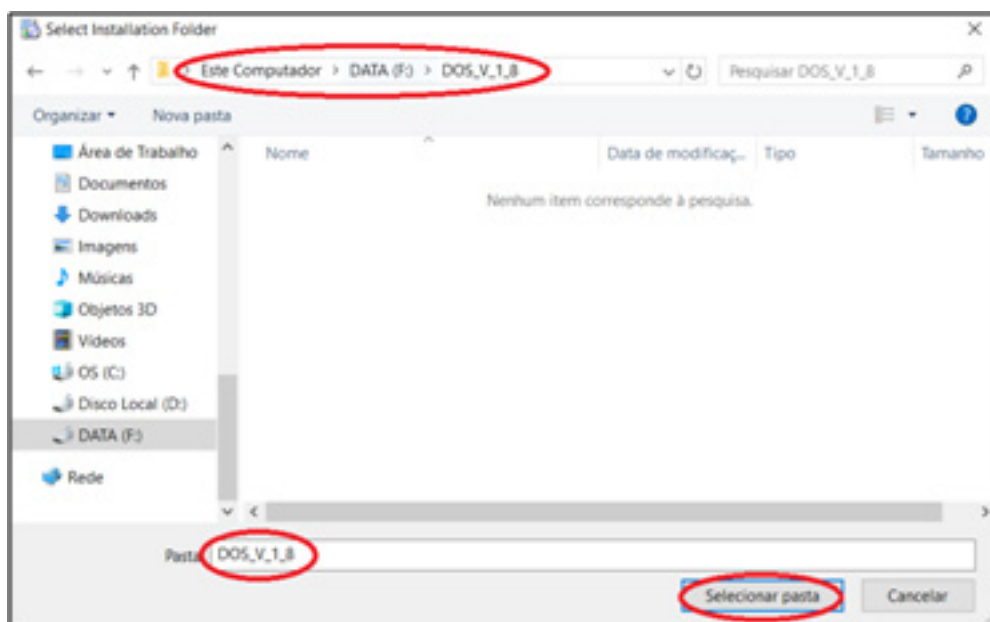 Select Installation Folder
Este Computador > DATA (F:) > DOS_V_1_8
Pesquisar DOS_V_1_8
Organizar
Nova pasta
Área de Trabalho
Documentos
Downloads
Imagens
Músicas
Objetos 3D
Vídeos
OS (C:)
Disco Local (D:)
DATA (F:)
Rede
Nome
Data de modificaç...
Tipo
Tamanho
Nenhum item corresponde à pesquisa.
Pasta: DOS_V_1_8
Selecionar pasta
Cancelar